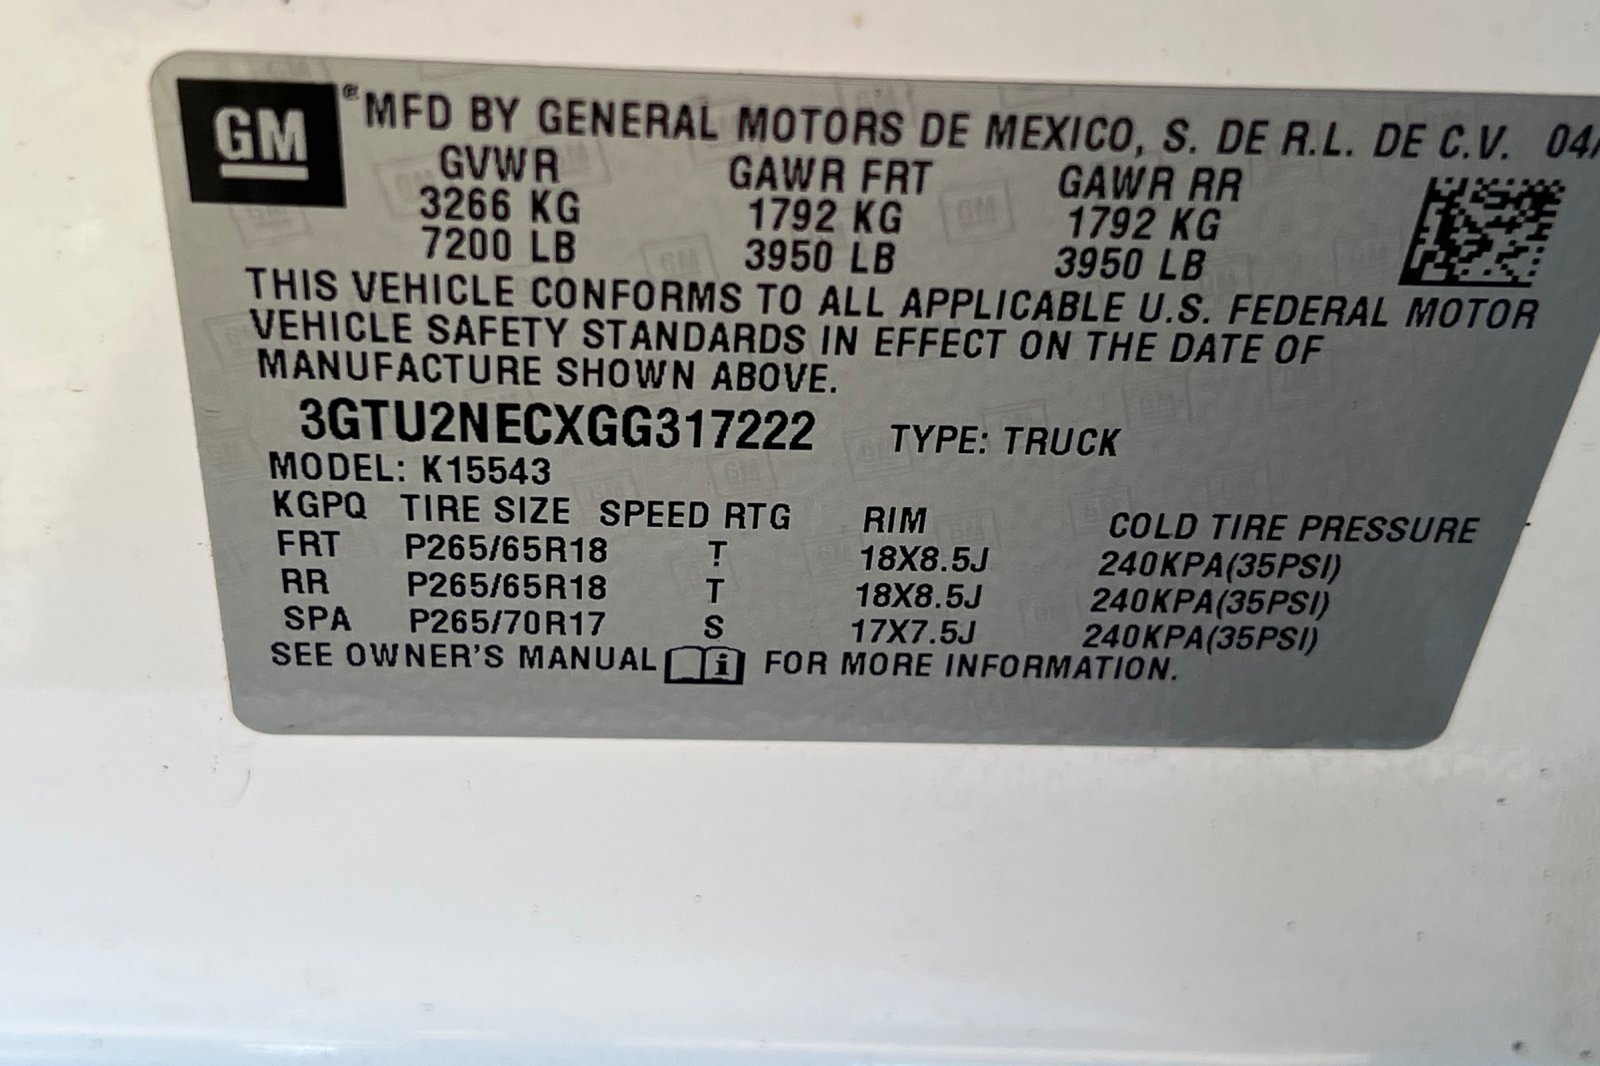 GM ® MFD BY GENERAL MOTORS DE MEXICO, S. DE R.L. DE C.V. 04/
GVWR GAWR FRT GAWR RR
3266 KG 1792 KG 1792 KG
7200 LB 3950 LB 3950 LB
THIS VEHICLE CONFORMS TO ALL APPLICABLE U.S. FEDERAL MOTOR
VEHICLE SAFETY STANDARDS IN EFFECT ON THE DATE OF
MANUFACTURE SHOWN ABOVE.
3GTU2NECXGG317222 TYPE: TRUCK
MODEL: K15543
KGPQ TIRE SIZE SPEED RTG RIM COLD TIRE PRESSURE
FRT P265/65R18 T 18X8.5J 240KPA(35PSI)
RR P265/65R18 T 18X8.5J 240KPA(35PSI)
SPA P265/70R17 S 17X7.5J 240KPA(35PSI)
SEE OWNER'S MANUAL i FOR MORE INFORMATION.